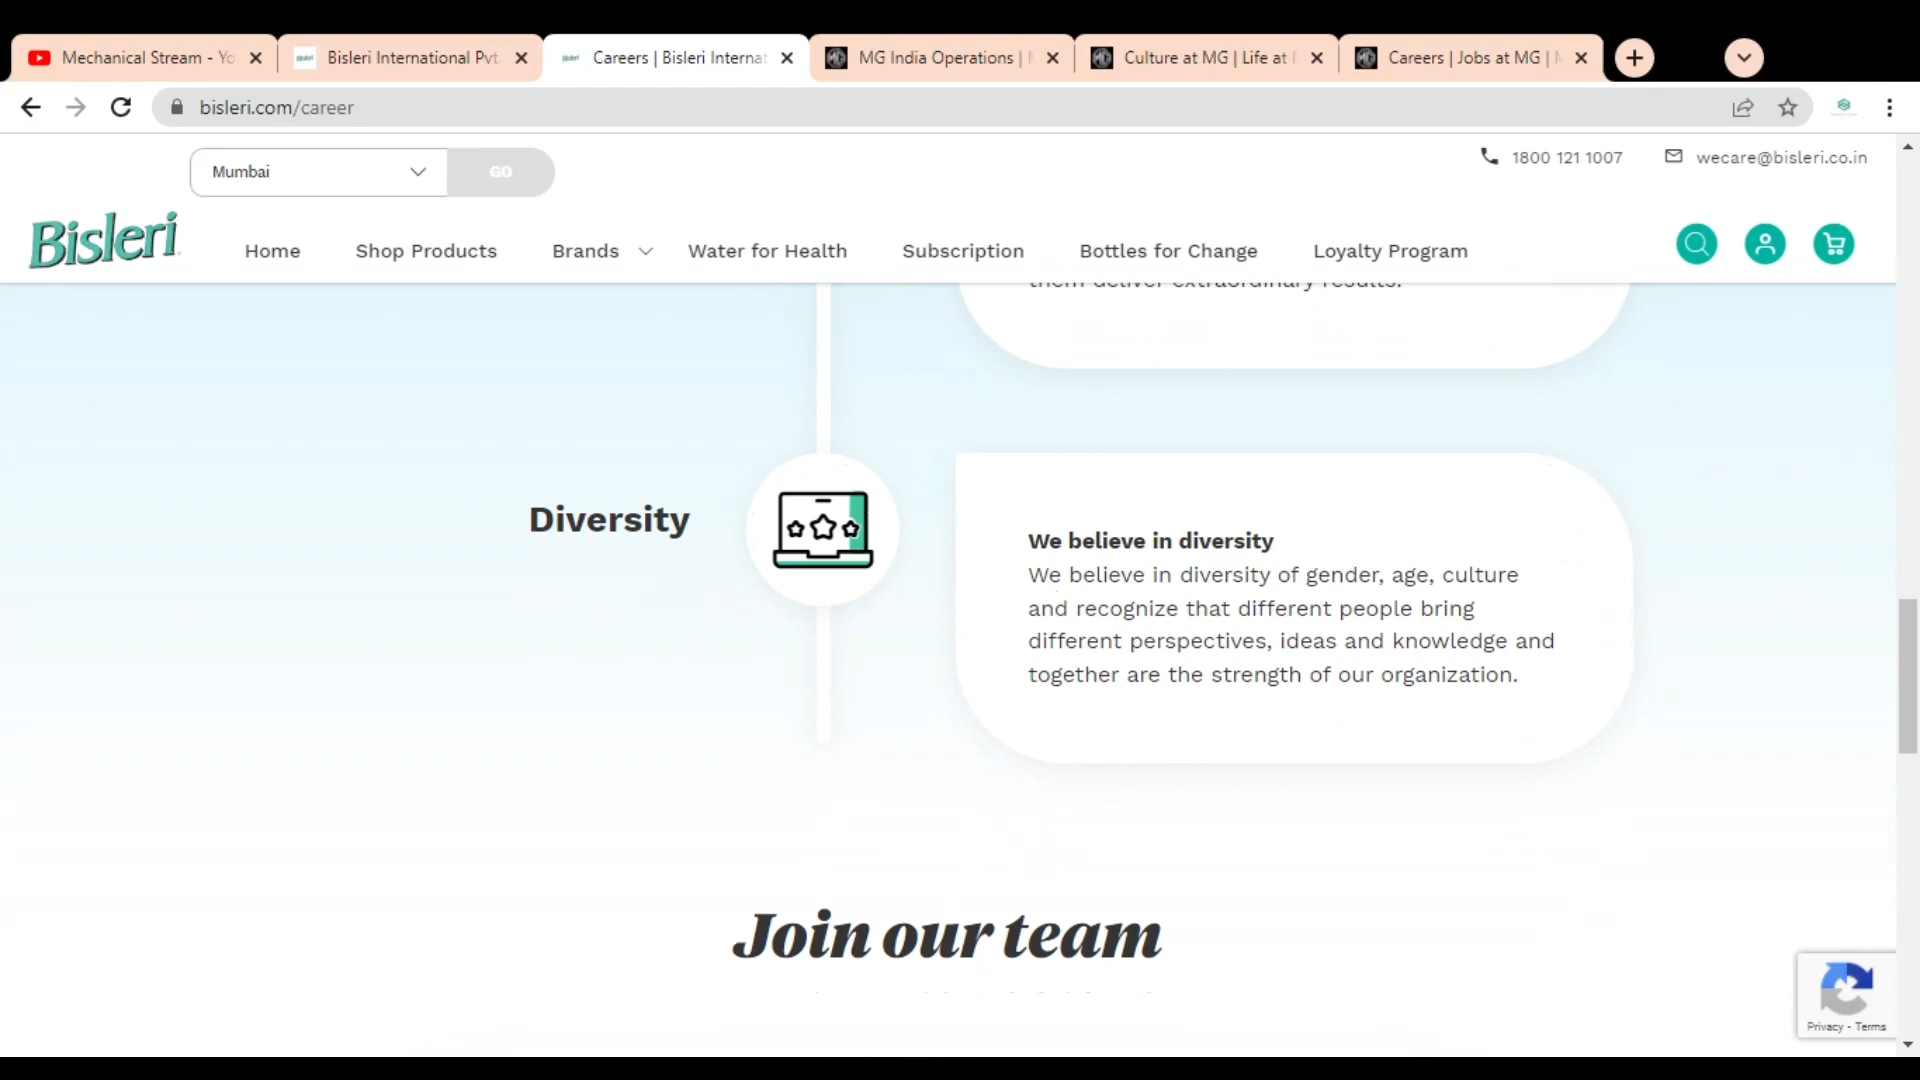 Mechanical Stream - Yo
Bisleri International Pvt.
Careers | Bisleri Internat
MG India Operations |
Culture at MG | Life at
Careers | Jobs at MG |
bisleri.com/career
Mumbai
GO
1800 121 1007
wecare@bisleri.co.in
Bisleri
Home
Shop Products
Brands
Water for Health
Subscription
Bottles for Change
Loyalty Program
them deliver extraordinary results.
Diversity
We believe in diversity
We believe in diversity of gender, age, culture
and recognize that different people bring
different perspectives, ideas and knowledge and
together are the strength of our organization.
Join our team
Privacy - Terms